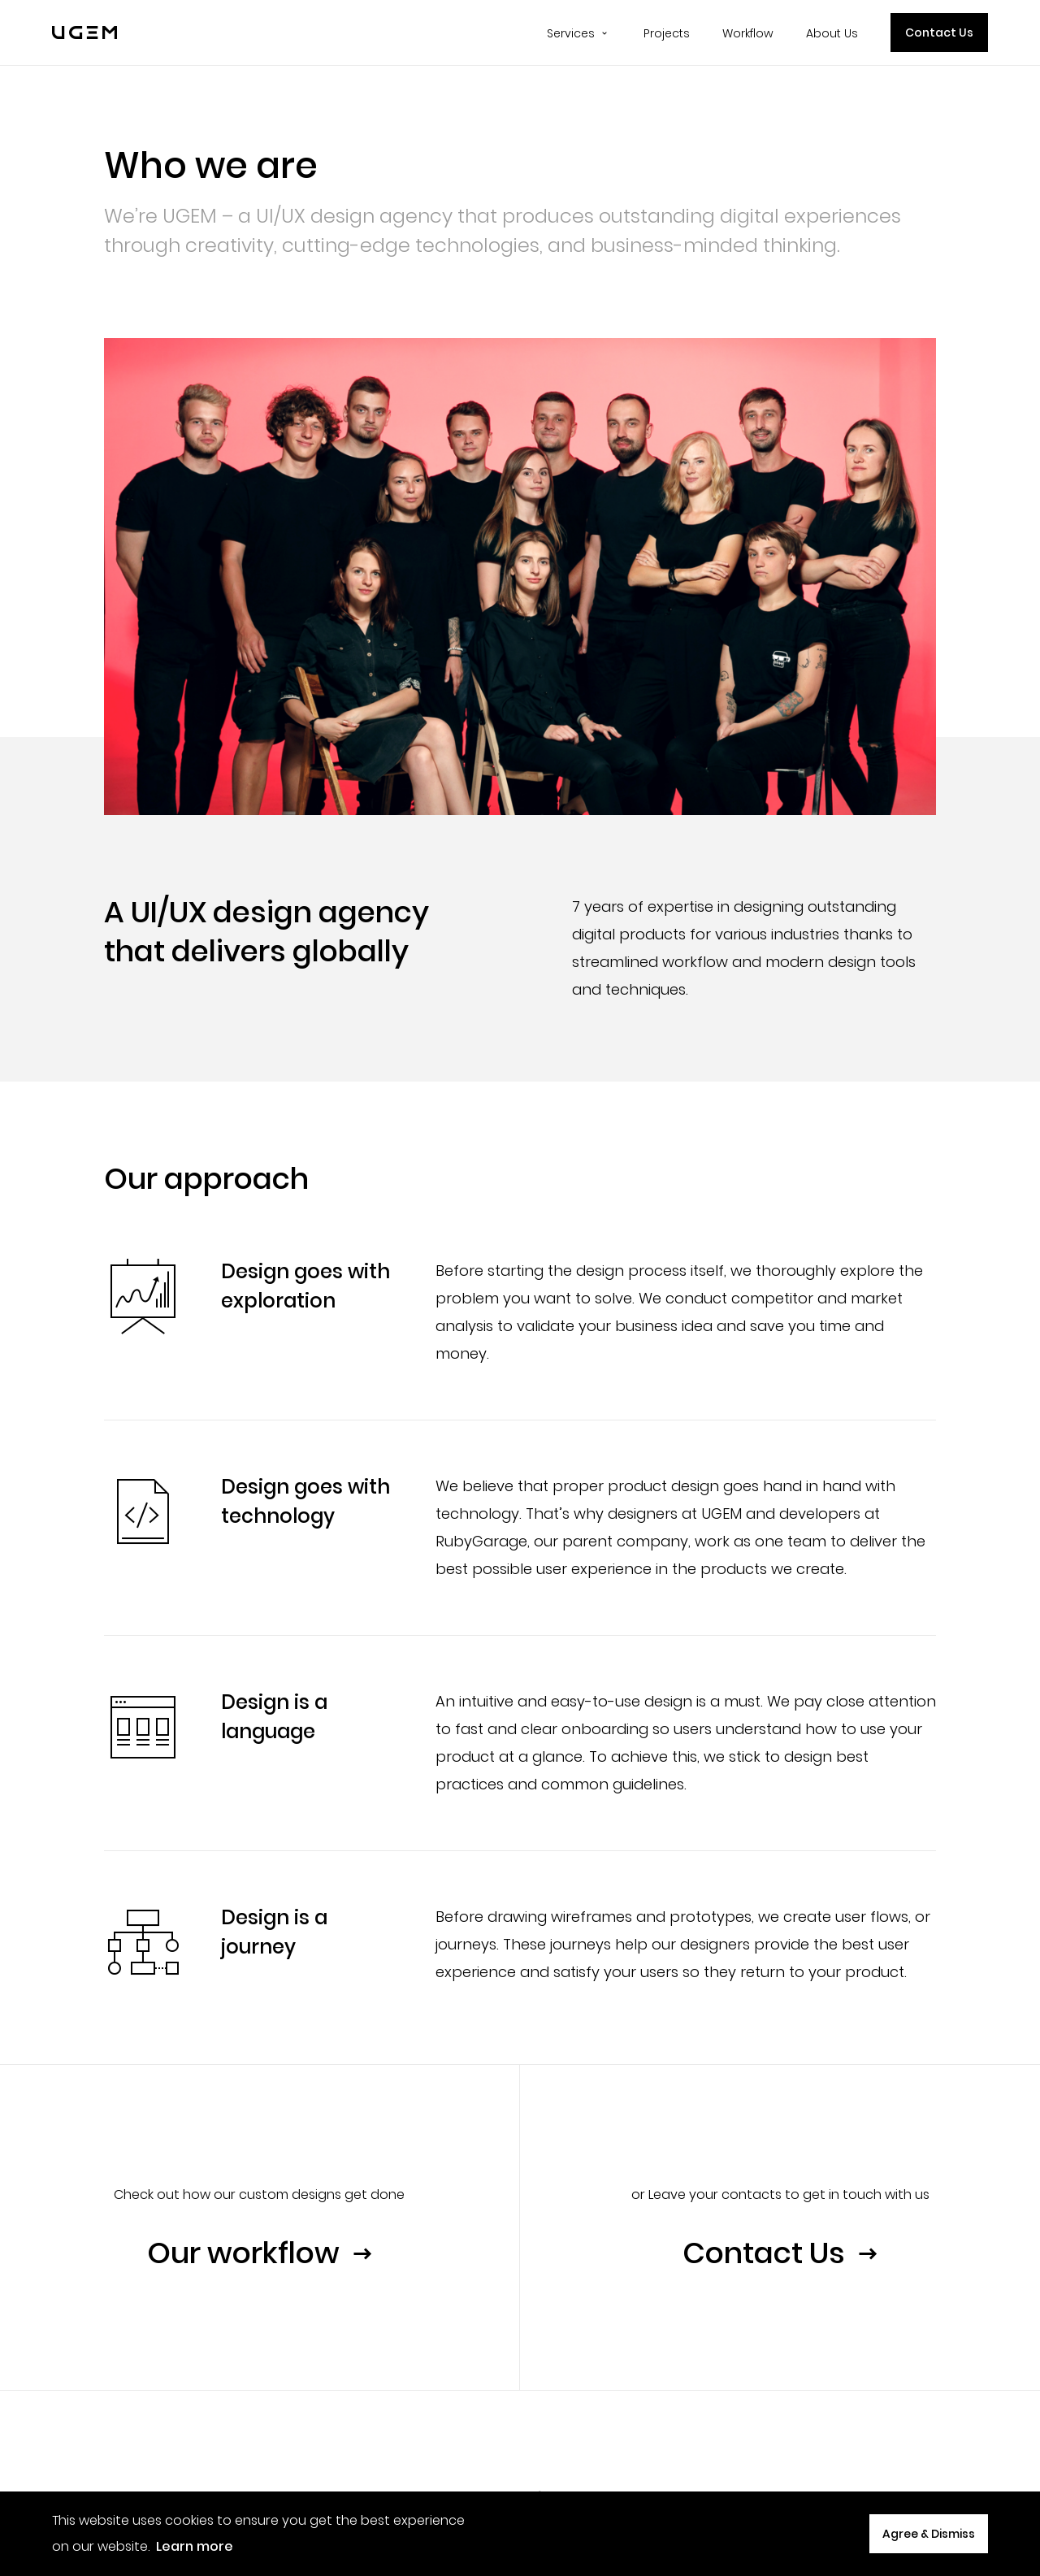 UGEM
Services
Projects
Workflow
About Us
Contact Us
Who we are
We're UGEM – a UI/UX design agency that produces outstanding digital experiences
through creativity, cutting-edge technologies, and business-minded thinking.
A UI/UX design agency
that delivers globally
7 years of expertise in designing outstanding
digital products for various industries thanks to
streamlined workflow and modern design tools
and techniques.
Our approach
Design goes with
exploration
Before starting the design process itself, we thoroughly explore the
problem you want to solve. We conduct competitor and market
analysis to validate your business idea and save you time and
money.
Design goes with
technology
We believe that proper product design goes hand in hand with
technology. That's why designers at UGEM and developers at
RubyGarage, our parent company, work as one team to deliver the
best possible user experience in the products we create.
Design is a
language
An intuitive and easy-to-use design is a must. We pay close attention
to fast and clear onboarding so users understand how to use your
product at a glance. To achieve this, we stick to design best
practices and common guidelines.
Design is a
journey
Before drawing wireframes and prototypes, we create user flows, or
journeys. These journeys help our designers provide the best user
experience and satisfy your users so they return to your product.
Check out how our custom designs get done
Our workflow →
or Leave your contacts to get in touch with us
Contact Us →
This website uses cookies to ensure you get the best experience
on our website. Learn more
Agree & Dismiss